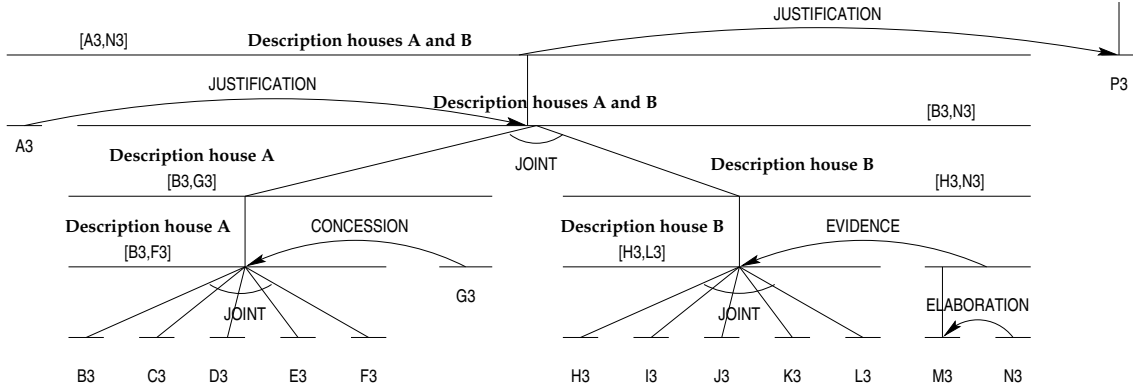 JUSTIFICATION
[A3,N3] Description houses A and B
P3
JUSTIFICATION
Description houses A and B [B3,N3]
A3
Description house A JOINT Description house B
[B3,G3] [H3,N3]
Description house A CONCESSION Description house B EVIDENCE
[B3,F3] [H3,L3]
G3
JOINT JOINT ELABORATION
B3 C3 D3 E3 F3 H3 I3 J3 K3 L3 M3 N3